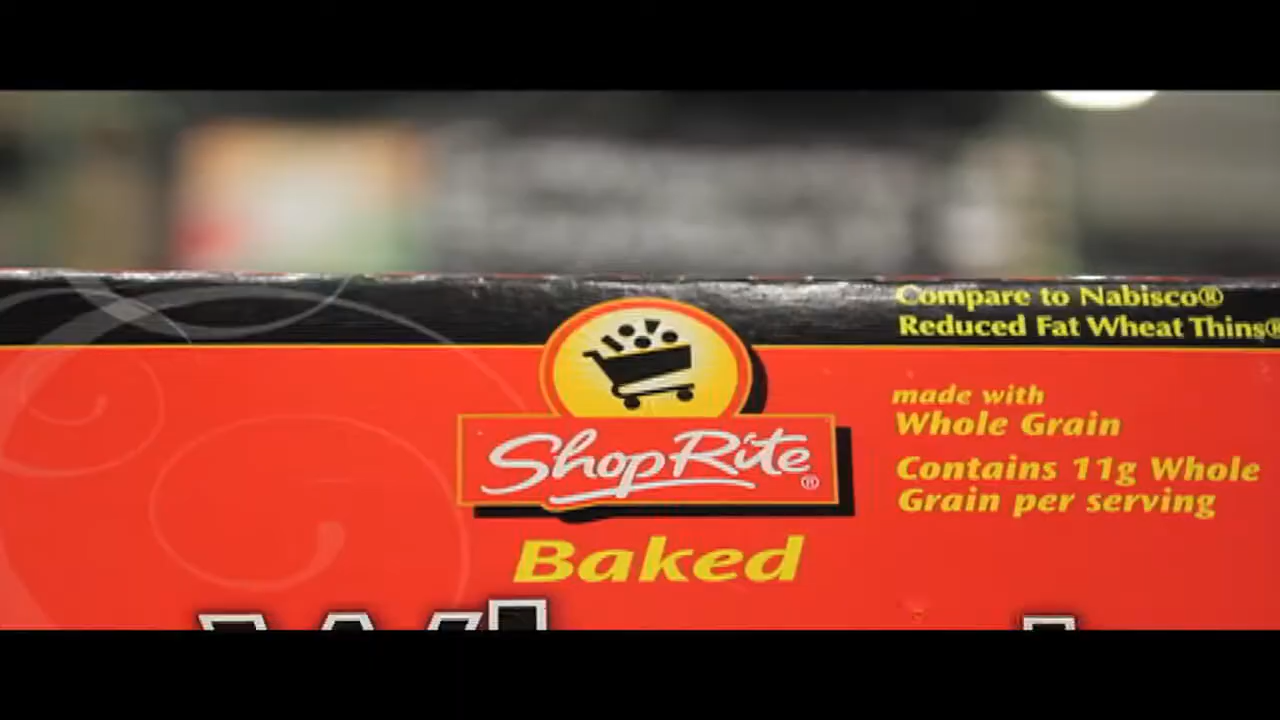 Compare to Nabisco®
Reduced Fat Wheat Thins®
made with
Whole Grain
Contains 11g Whole
Grain per serving
ShopRite®
Baked